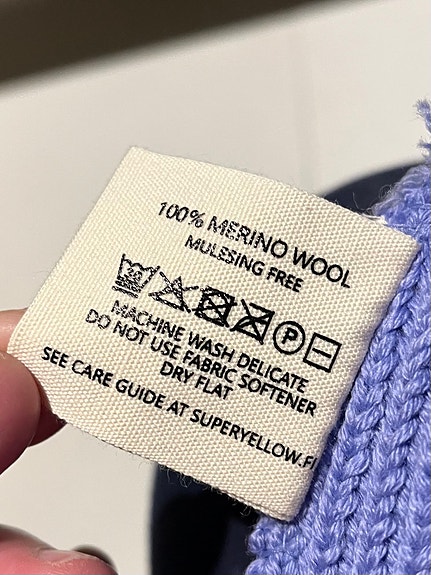 100% MERINO WOOL
MULESING FREE
P
MACHINE WASH DELICATE
DO NOT USE FABRIC SOFTENER
DRY FLAT
SEE CARE GUIDE AT SUPERYELLOW.FI